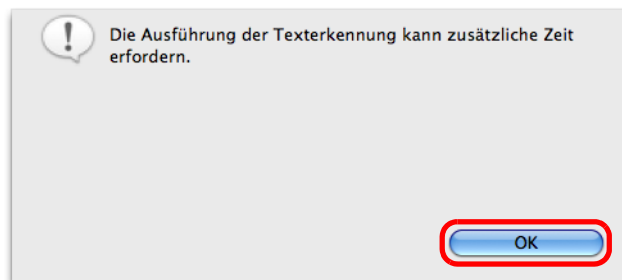 Die Ausführung der Texterkennung kann zusätzliche Zeit
erfordern.
OK